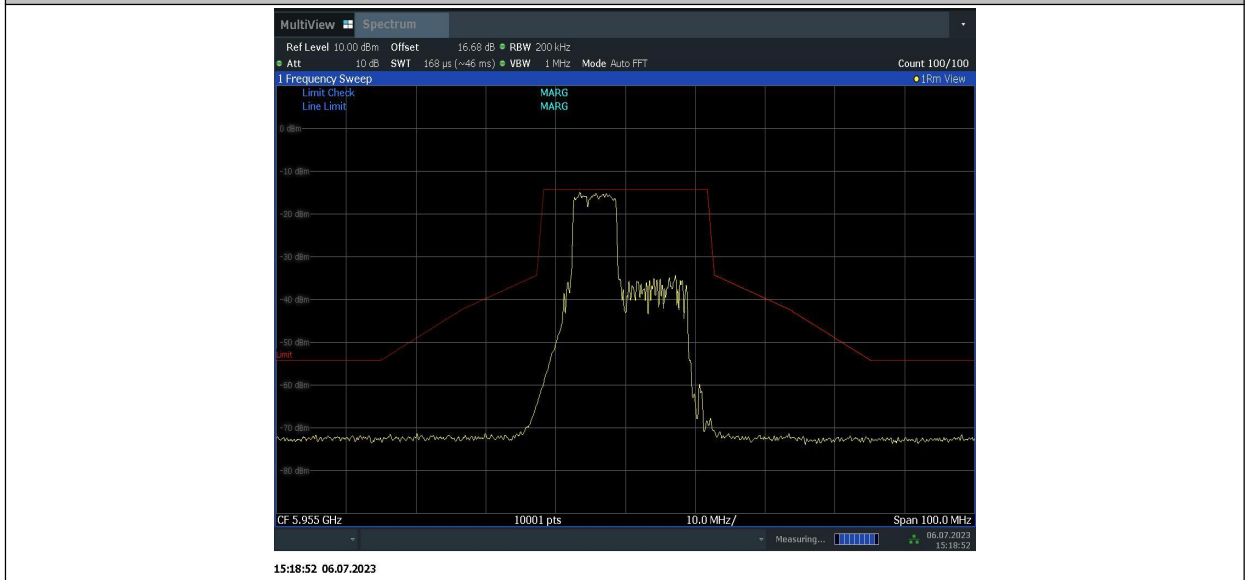 MultiView Spectrum
Ref Level 10.00 dBm Offset 16.68 dB RBW 200 kHz
Att 10 dB SWT 168 µs (~46 ms) VBW 1 MHz Mode Auto FFT Count 100/100
1 Frequency Sweep 1Rm View
Limit Check MARG
Line Limit MARG
0 dBm
-10 dBm
-20 dBm
-30 dBm
-40 dBm
-50 dBm
Limit
-60 dBm
-70 dBm
-80 dBm
CF 5.955 GHz 10001 pts 10.0 MHz/ Span 100.0 MHz
Measuring... 06.07.2023
15:18:52
15:18:52 06.07.2023